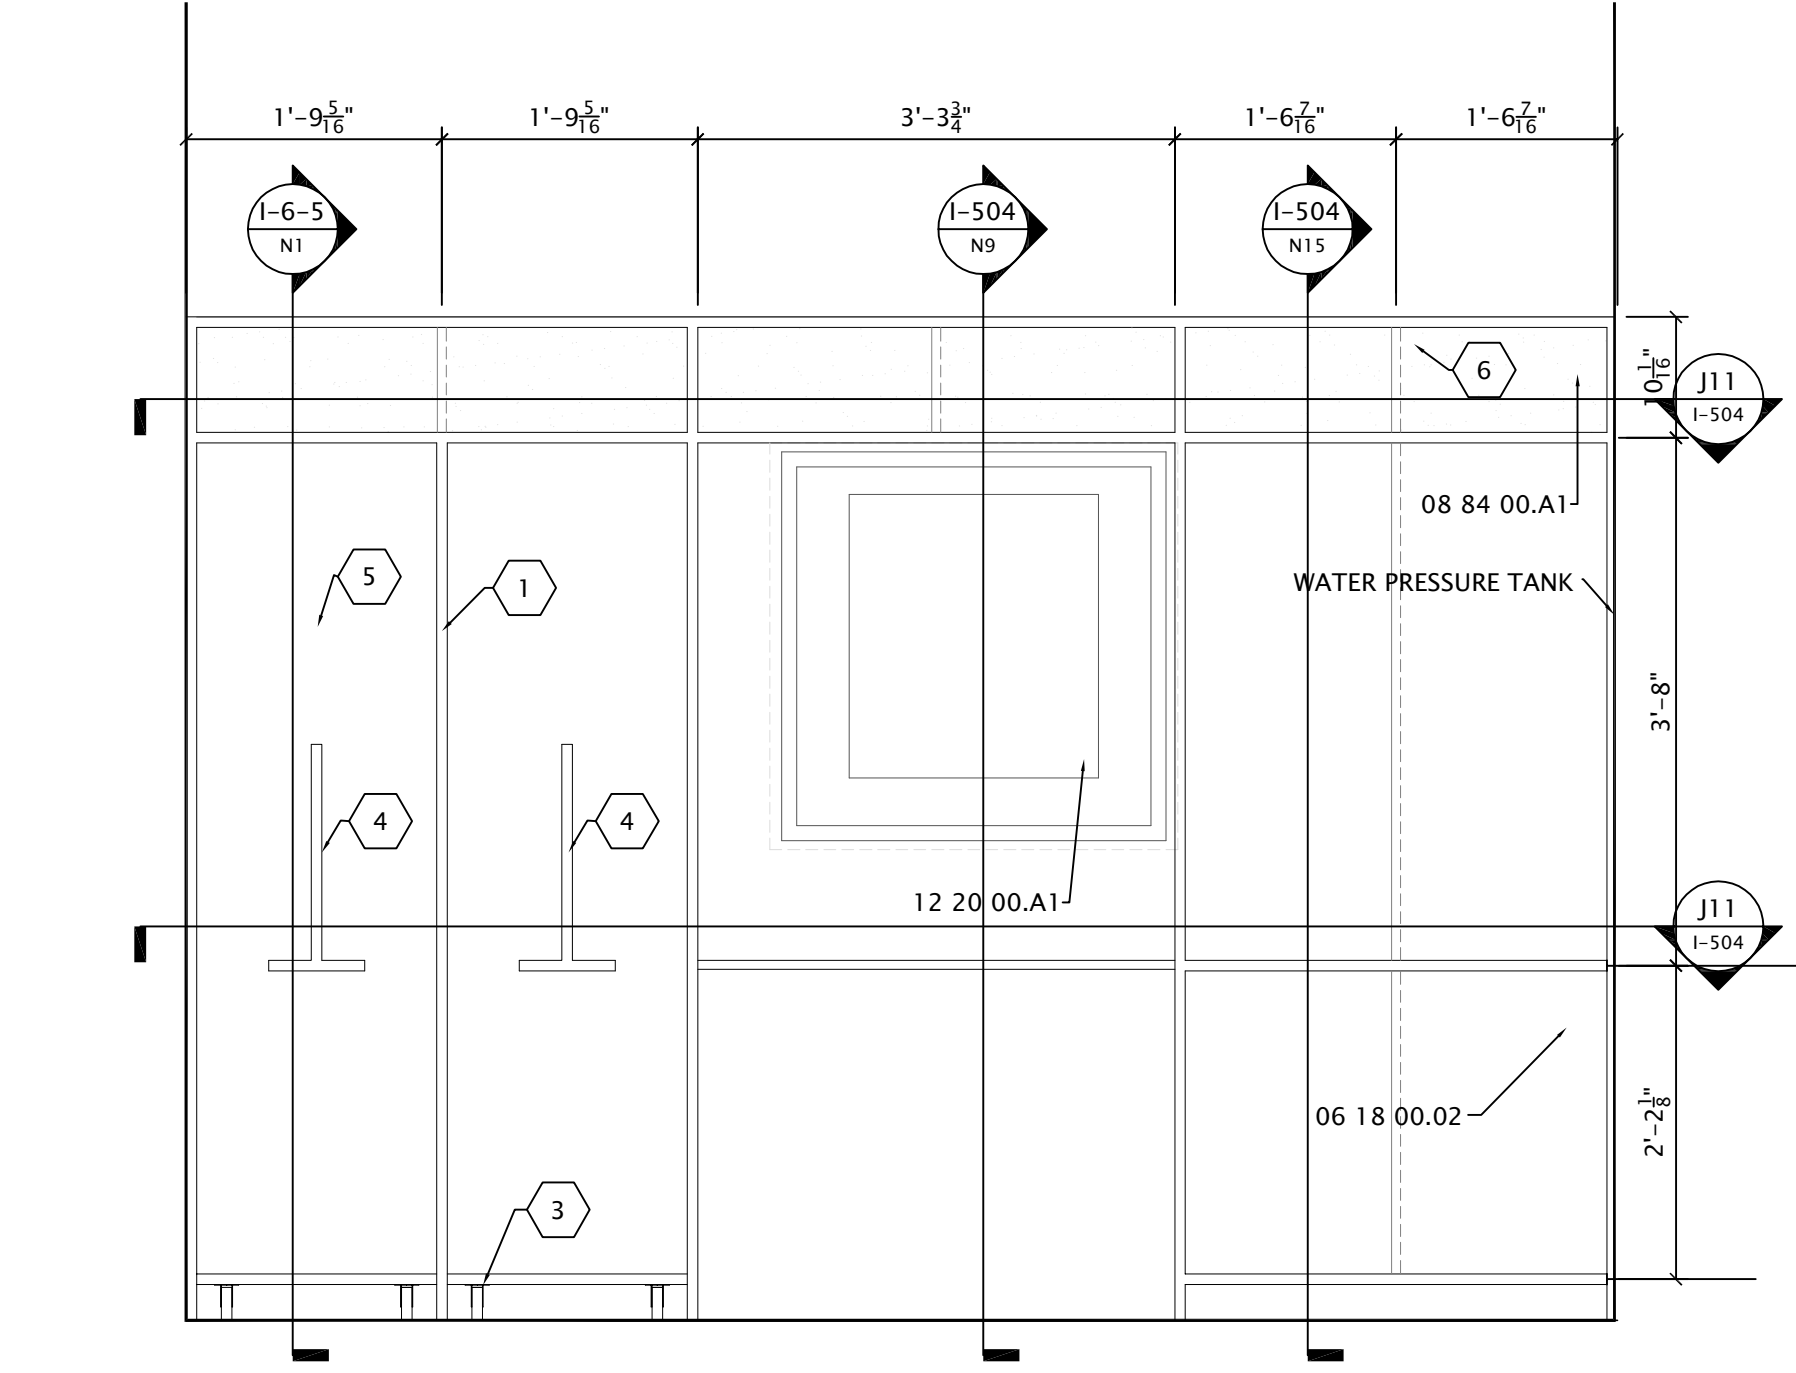 1'-9 5/16"
1'-9 5/16"
3'-3 3/4"
1'-6 7/16"
1'-6 7/16"
I-6-5
N1
I-504
N9
I-504
N15
6
10 1/16"
J11
I-504
08 84 00.A1
5
1
WATER PRESSURE TANK
3'-8"
4
4
12 20 00.A1
J11
I-504
06 18 00.02
2'-2 1/8"
3